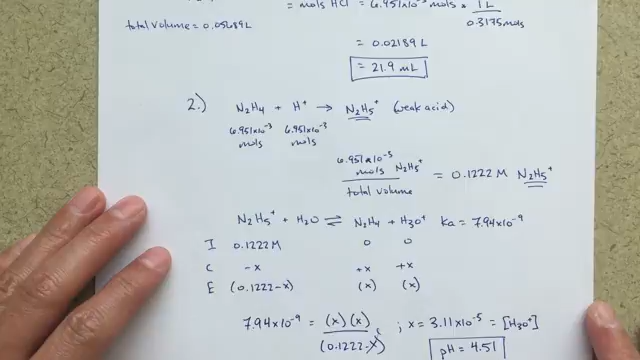 = mols HCl = 6.951x10⁻³ mols x 1 L / 0.3175 mols
total volume = 0.05689 L
= 0.02189 L
= 21.9 mL
2.) N₂H₄ + H⁺ → N₂H₅⁺ (weak acid)
6.951x10⁻³ mols 6.951x10⁻³ mols
6.951x10⁻³ mols N₂H₅⁺ / total volume = 0.1222 M N₂H₅⁺
N₂H₅⁺ + H₂O ⇌ N₂H₄ + H₃O⁺ Ka = 7.94x10⁻⁹
I 0.1222 M 0 0
C -x +x +x
E (0.1222-x) (x) (x)
7.94x10⁻⁹ = (x)(x) / (0.1222-x) ; x = 3.11x10⁻⁵ = [H₃O⁺]
pH = 4.51